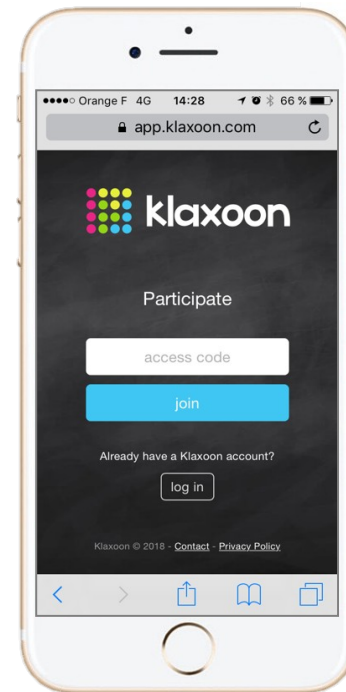 Orange F 4G 14:28 66 %
app.klaxoon.com
klaxoon
Participate
access code
join
Already have a Klaxoon account?
log in
Klaxoon © 2018 - Contact - Privacy Policy